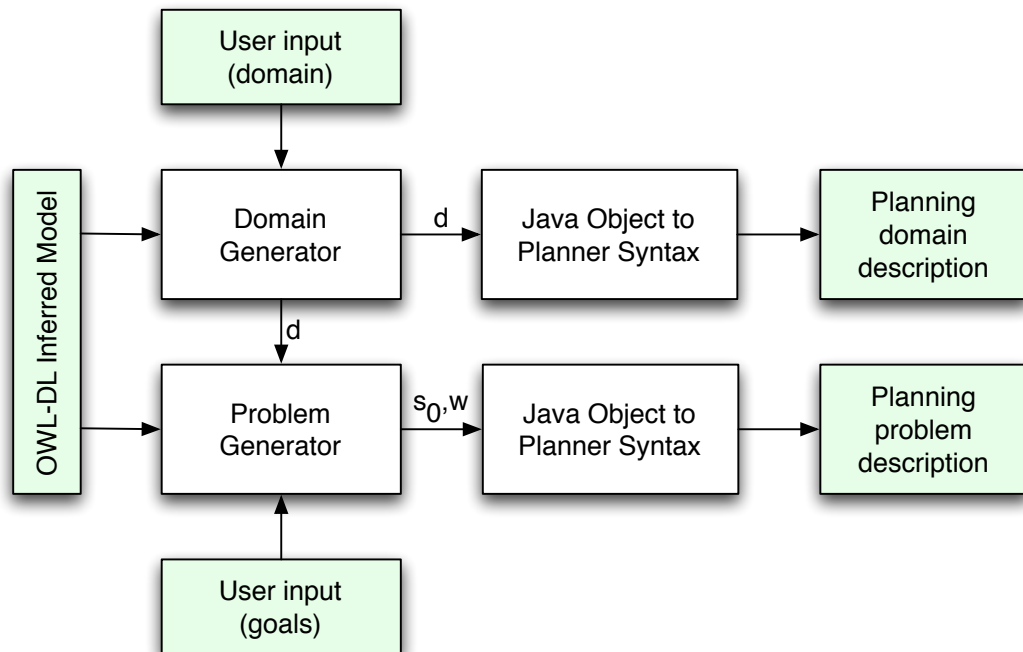 User input
(domain)
OWL-DL Inferred Model
Domain
Generator
d
Java Object to
Planner Syntax
Planning
domain
description
d
Problem
Generator
s0,w
Java Object to
Planner Syntax
Planning
problem
description
User input
(goals)